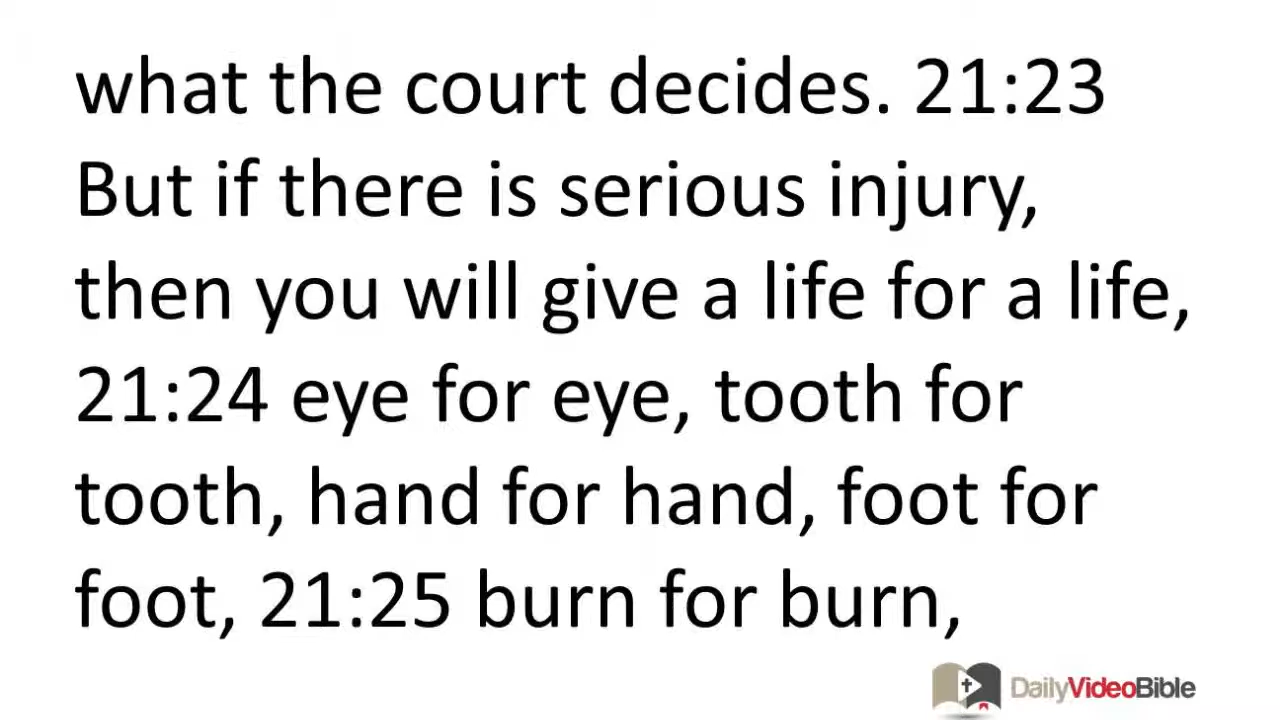 what the court decides. 21:23
But if there is serious injury,
then you will give a life for a life,
21:24 eye for eye, tooth for
tooth, hand for hand, foot for
foot, 21:25 burn for burn,
DailyVideoBible